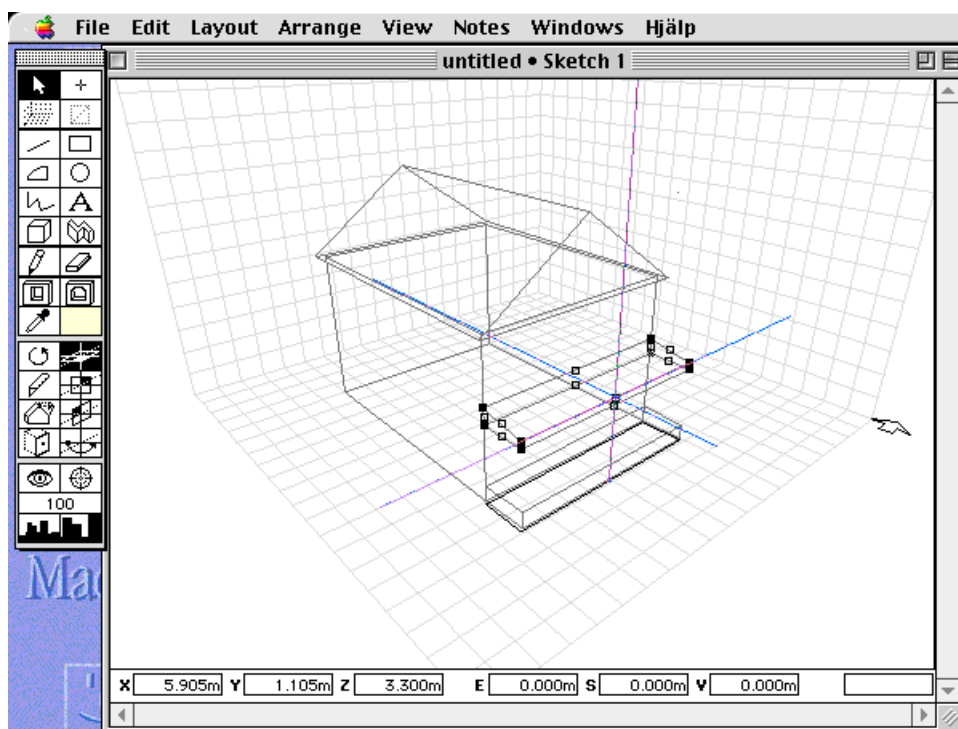 File Edit Layout Arrange View Notes Windows Hjälp
untitled • Sketch 1
A
100
Mac
X 5.905m Y 1.105m Z 3.300m E 0.000m S 0.000m V 0.000m